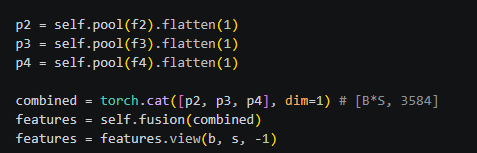 p2 = self.pool(f2).flatten(1)
p3 = self.pool(f3).flatten(1)
p4 = self.pool(f4).flatten(1)
combined = torch.cat([p2, p3, p4], dim=1) # [B*S, 3584]
features = self.fusion(combined)
features = features.view(b, s, -1)